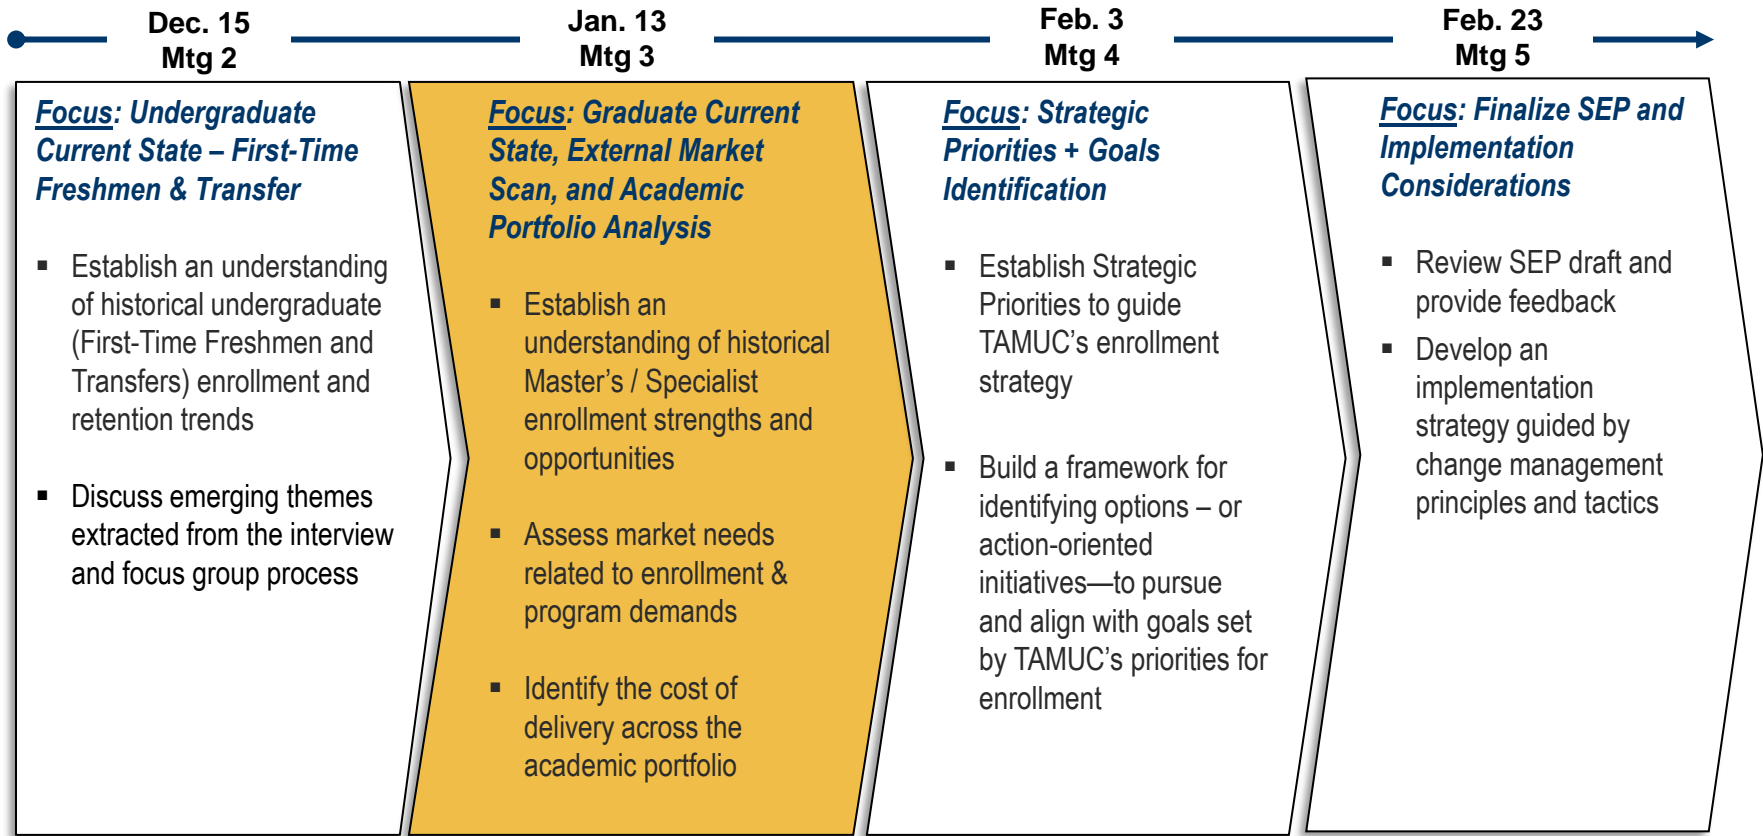 Dec. 15
Mtg 2
Jan. 13
Mtg 3
Feb. 3
Mtg 4
Feb. 23
Mtg 5
Focus: Undergraduate
Current State – First-Time
Freshmen & Transfer
▪ Establish an understanding
of historical undergraduate
(First-Time Freshmen and
Transfers) enrollment and
retention trends
▪ Discuss emerging themes
extracted from the interview
and focus group process
Focus: Graduate Current
State, External Market
Scan, and Academic
Portfolio Analysis
▪ Establish an
understanding of historical
Master’s / Specialist
enrollment strengths and
opportunities
▪ Assess market needs
related to enrollment &
program demands
▪ Identify the cost of
delivery across the
academic portfolio
Focus: Strategic
Priorities + Goals
Identification
▪ Establish Strategic
Priorities to guide
TAMUC’s enrollment
strategy
▪ Build a framework for
identifying options – or
action-oriented
initiatives—to pursue
and align with goals set
by TAMUC’s priorities for
enrollment
Focus: Finalize SEP and
Implementation
Considerations
▪ Review SEP draft and
provide feedback
▪ Develop an
implementation
strategy guided by
change management
principles and tactics